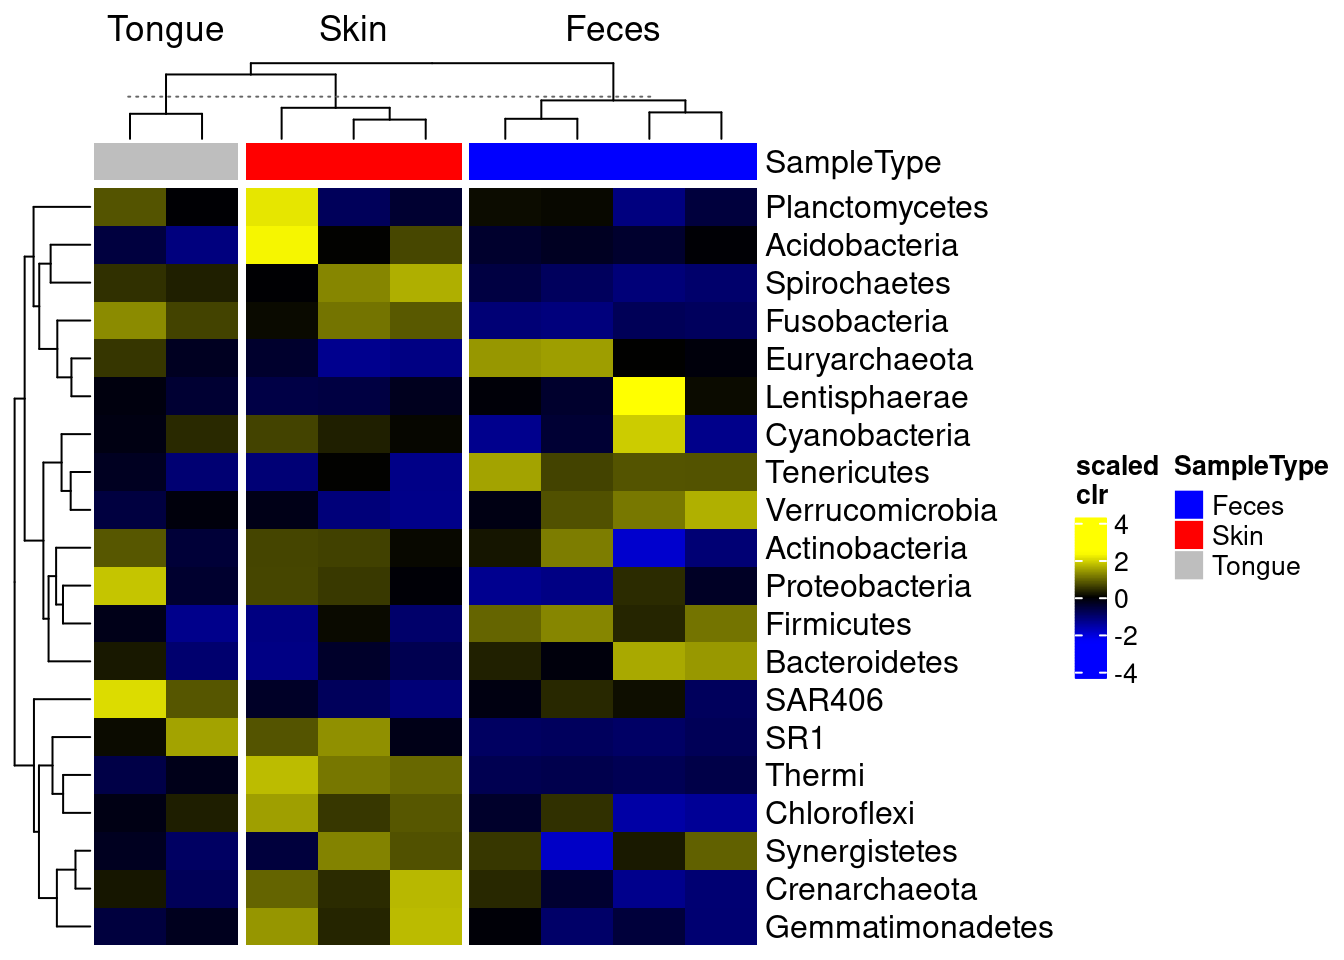 Tongue Skin Feces
SampleType
Planctomycetes
Acidobacteria
Spirochaetes
Fusobacteria
Euryarchaeota
Lentisphaerae
Cyanobacteria
Tenericutes
Verrucomicrobia
Actinobacteria
Proteobacteria
Firmicutes
Bacteroidetes
SAR406
SR1
Thermi
Chloroflexi
Synergistetes
Crenarchaeota
Gemmatimonadetes
scaled
clr
4
2
0
-2
-4
SampleType
Feces
Skin
Tongue